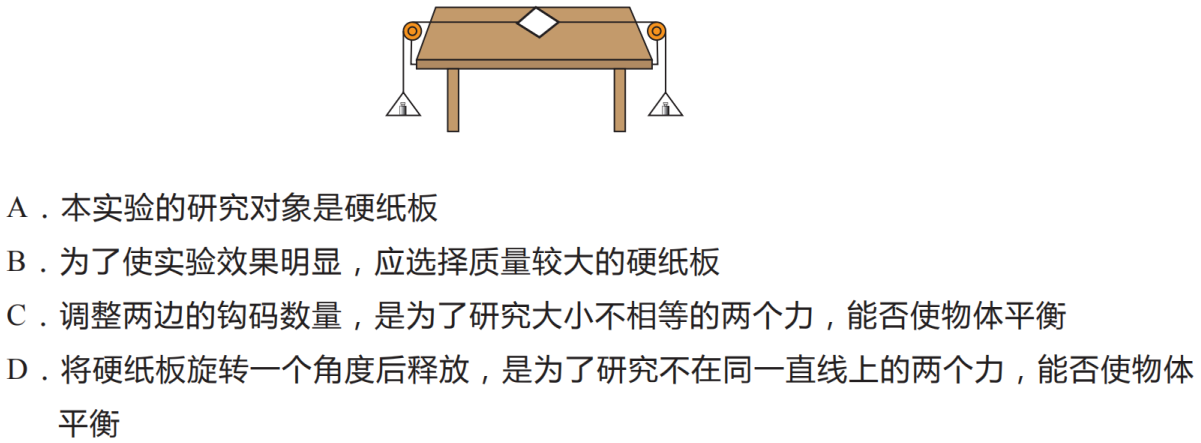 A．本实验的研究对象是硬纸板
B．为了使实验效果明显，应选择质量较大的硬纸板
C．调整两边的钩码数量，是为了研究大小不相等的两个力，能否使物体平衡
D．将硬纸板旋转一个角度后释放，是为了研究不在同一直线上的两个力，能否使物体
平衡